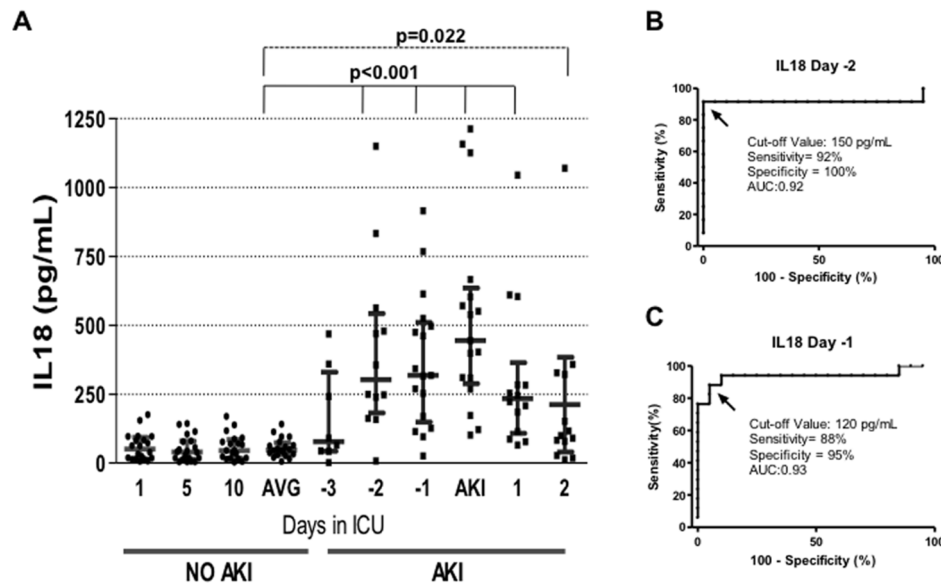 A
p=0.022
p<0.001
IL18 (pg/mL)
1250
1000
750
500
250
0
1 5 10 AVG -3 -2 -1 AKI 1 2
Days in ICU
NO AKI AKI
B
IL18 Day -2
Sensitivity (%)
100
80
60
40
20
0
Cut-off Value: 150 pg/mL
Sensitivity= 92%
Specificity = 100%
AUC:0.92
0 50 100
100 - Specificity (%)
C
IL18 Day -1
Sensitivity(%)
100
80
60
40
20
0
Cut-off Value: 120 pg/mL
Sensitivity= 88%
Specificity = 95%
AUC:0.93
0 50 100
100 - Specificity (%)